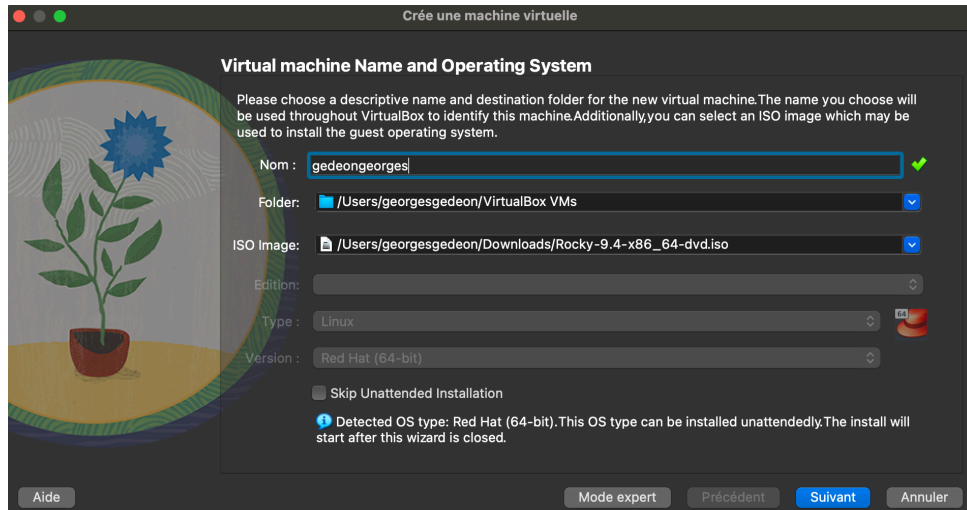 Crée une machine virtuelle
Virtual machine Name and Operating System
Please choose a descriptive name and destination folder for the new virtual machine.The name you choose will
be used throughout VirtualBox to identify this machine.Additionally,you can select an ISO image which may be
used to install the guest operating system.
Nom : gedeongeorges
Folder: /Users/georgesgedeon/VirtualBox VMs
ISO Image: /Users/georgesgedeon/Downloads/Rocky-9.4-x86_64-dvd.iso
Edition:
Type : Linux 64
Version : Red Hat (64-bit)
Skip Unattended Installation
Detected OS type: Red Hat (64-bit).This OS type can be installed unattendedly.The install will
start after this wizard is closed.
Aide Mode expert Précédent Suivant Annuler